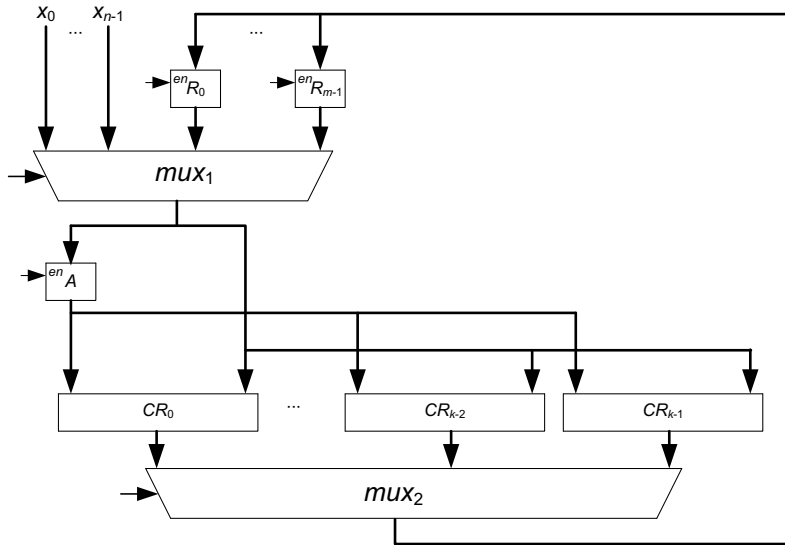 x₀ ... xₙ₋₁ ...
en R₀ en Rₘ₋₁
mux₁
en A
CR₀ ... CRₖ₋₂ CRₖ₋₁
mux₂